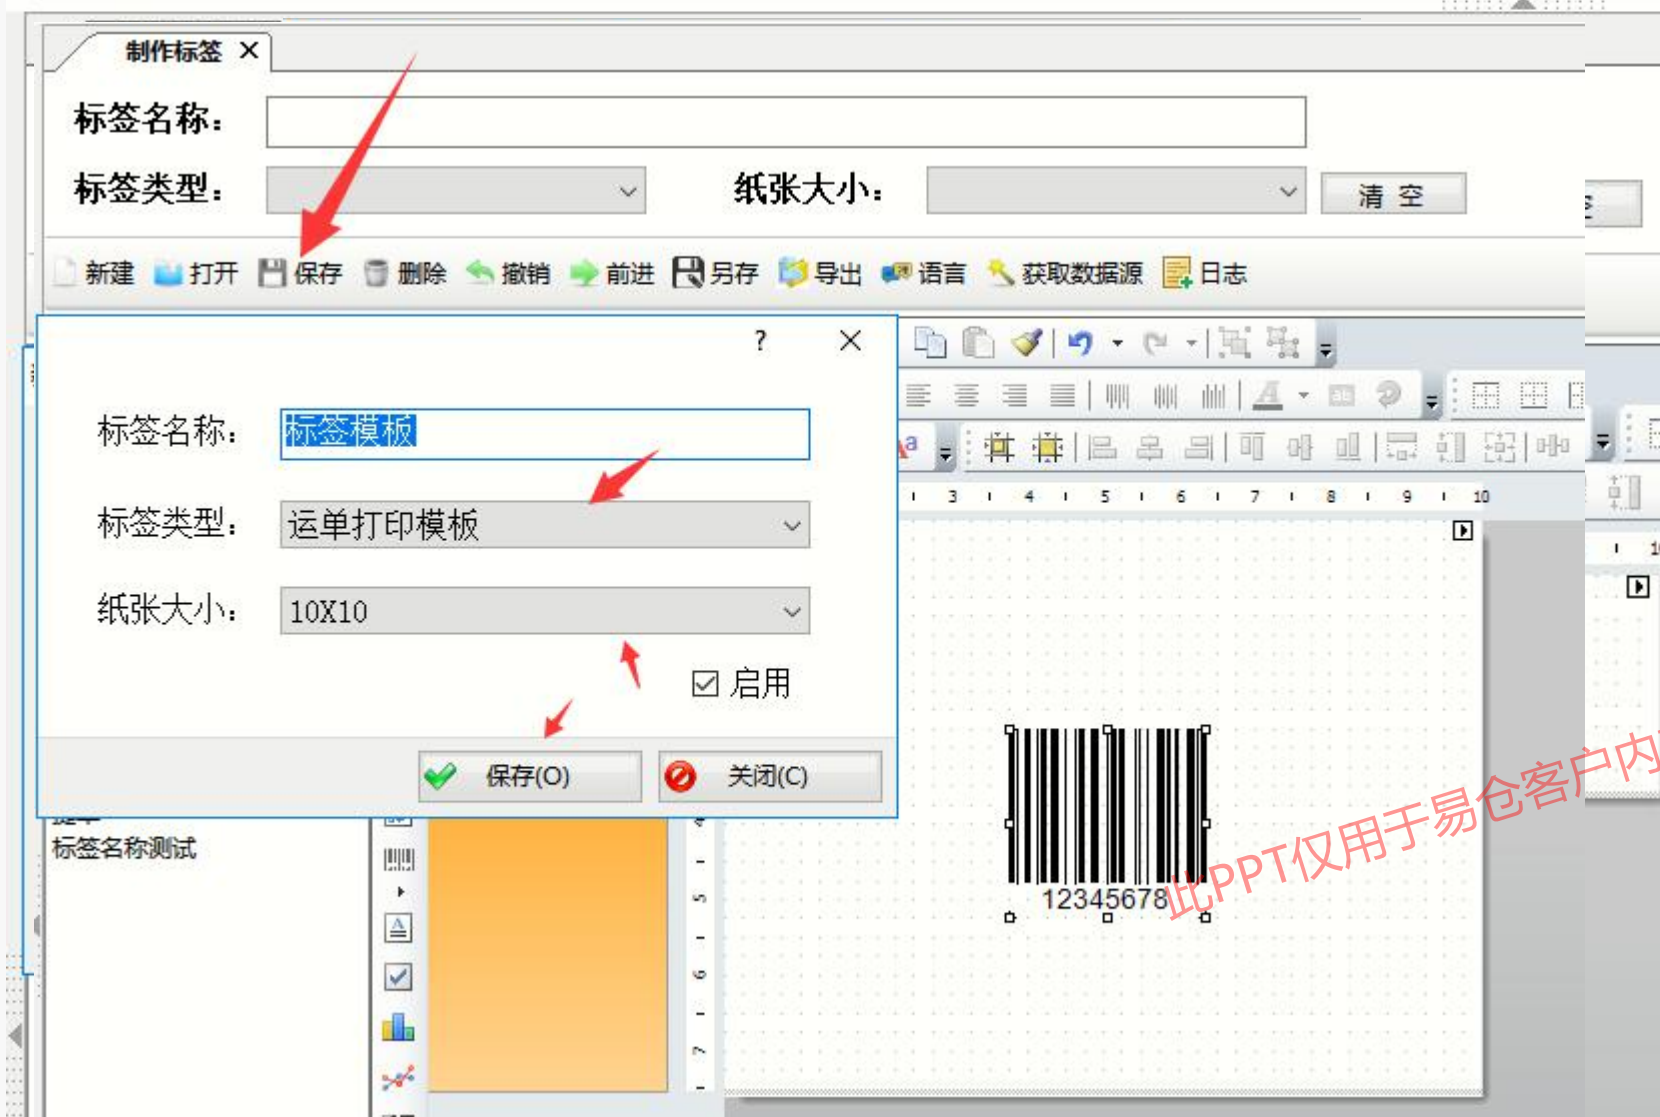 制作标签
标签名称：
标签类型：
纸张大小：
清 空
新建 打开 保存 删除 撤销 前进 另存 导出 语言 获取数据源 日志
?
标签名称：
标签模板
标签类型：
运单打印模板
纸张大小：
10X10
启用
保存(O)
关闭(C)
3 4 5 6 7 8 9 10
标签名称测试
5
6
7
12345678
此PPT仅用于易仓客户内